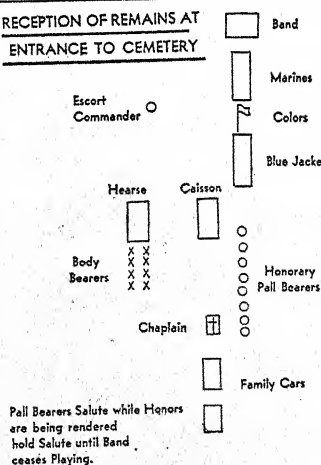 RECEPTION OF REMAINS AT
ENTRANCE TO CEMETERY
Band
Marines
Escort
Commander
Colors
Blue Jacke
Hearse
Caisson
Body
Bearers
Honorary
Pall Bearers
Chaplain
Family Cars
Pall Bearers Salute while Honors
are being rendered
hold Salute until Band
ceases Playing.